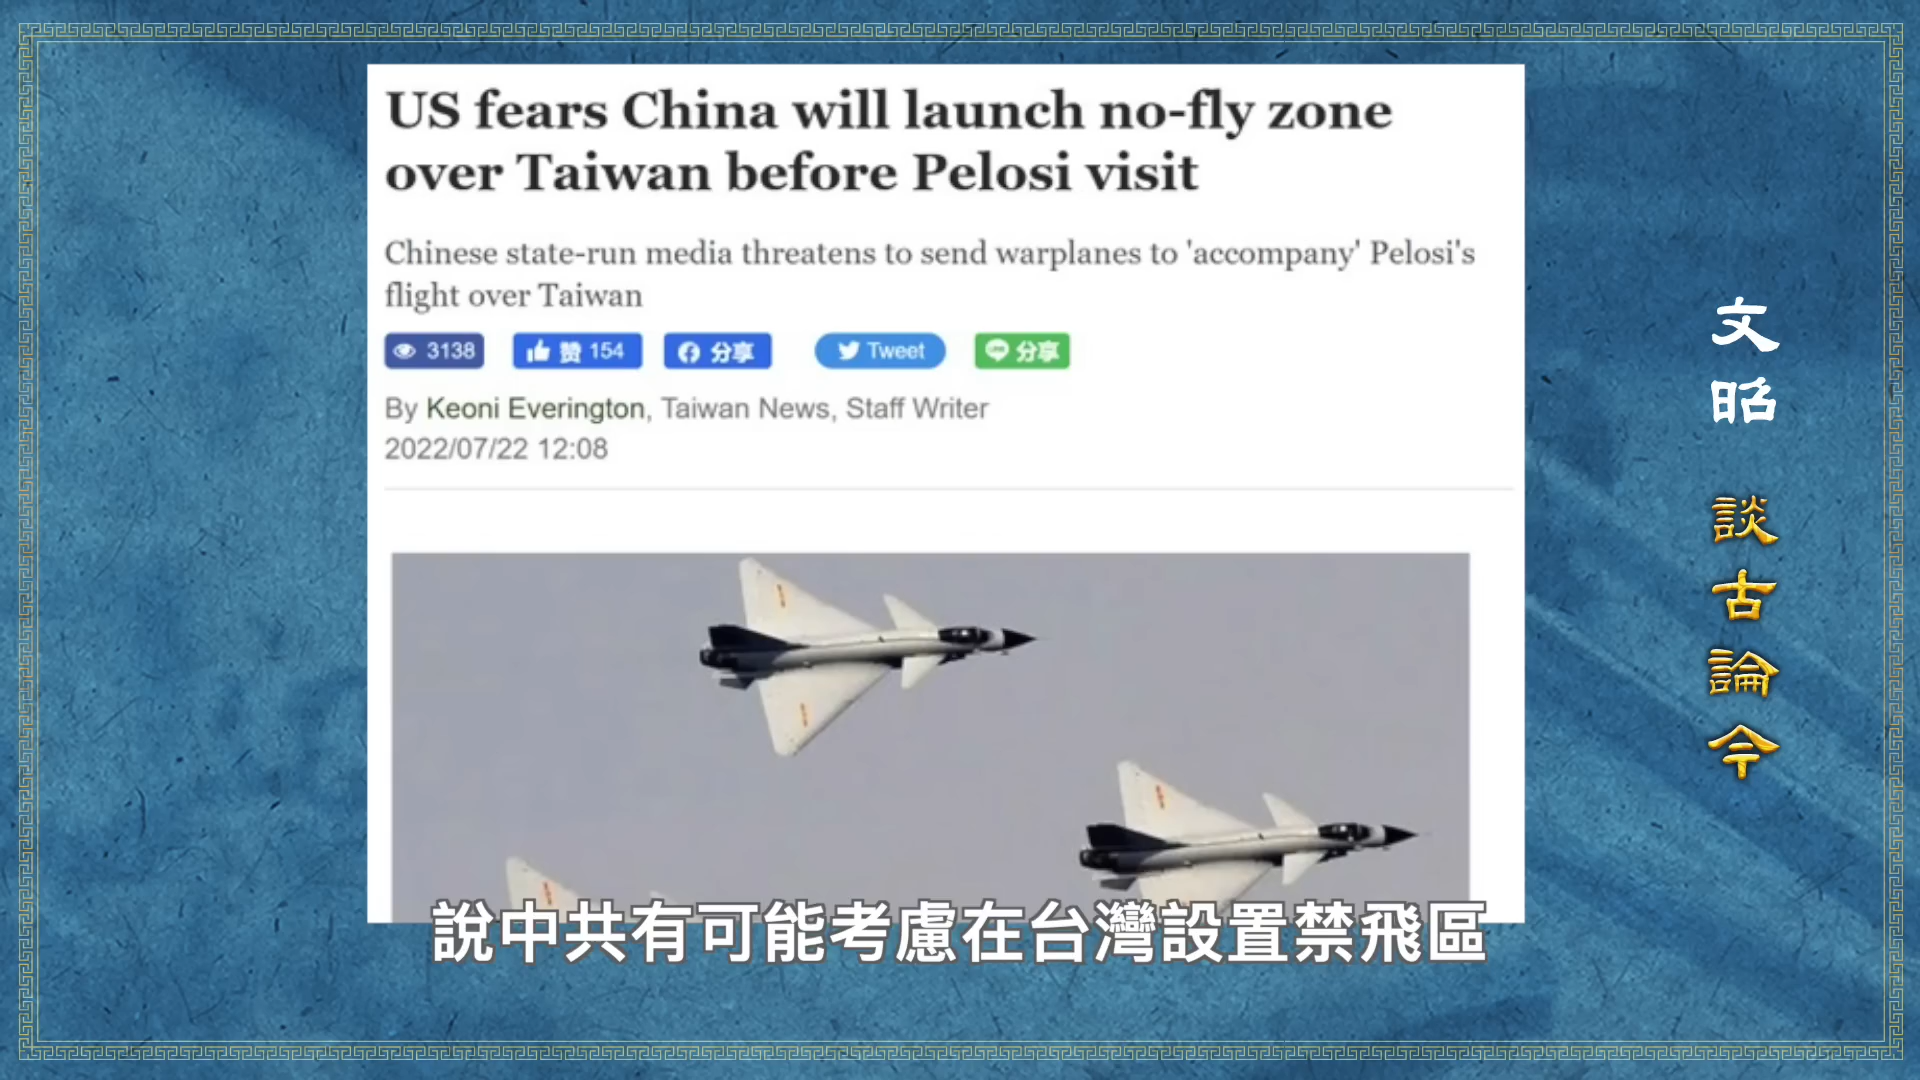 US fears China will launch no-fly zone
over Taiwan before Pelosi visit
Chinese state-run media threatens to send warplanes to 'accompany' Pelosi's
flight over Taiwan
3138 赞 154 分享 Tweet 分享
By Keoni Everington, Taiwan News, Staff Writer
2022/07/22 12:08
說中共有可能考慮在台灣設置禁飛區
文昭 談古論今